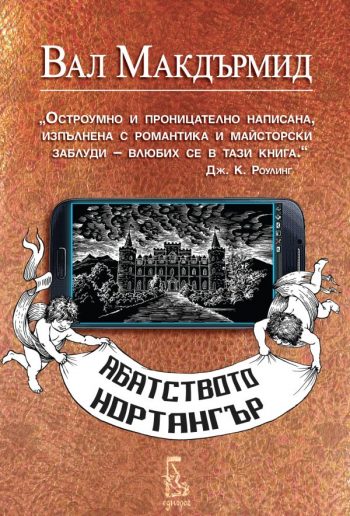 Вал Макдърмид
„Остроумно и проницателно написана,
изпълнена с романтика и майсторски
заблуди – влюбих се в тази книга.“
Дж. К. Роулинг
АБАТСТВОТО
НОРТАНГЪР